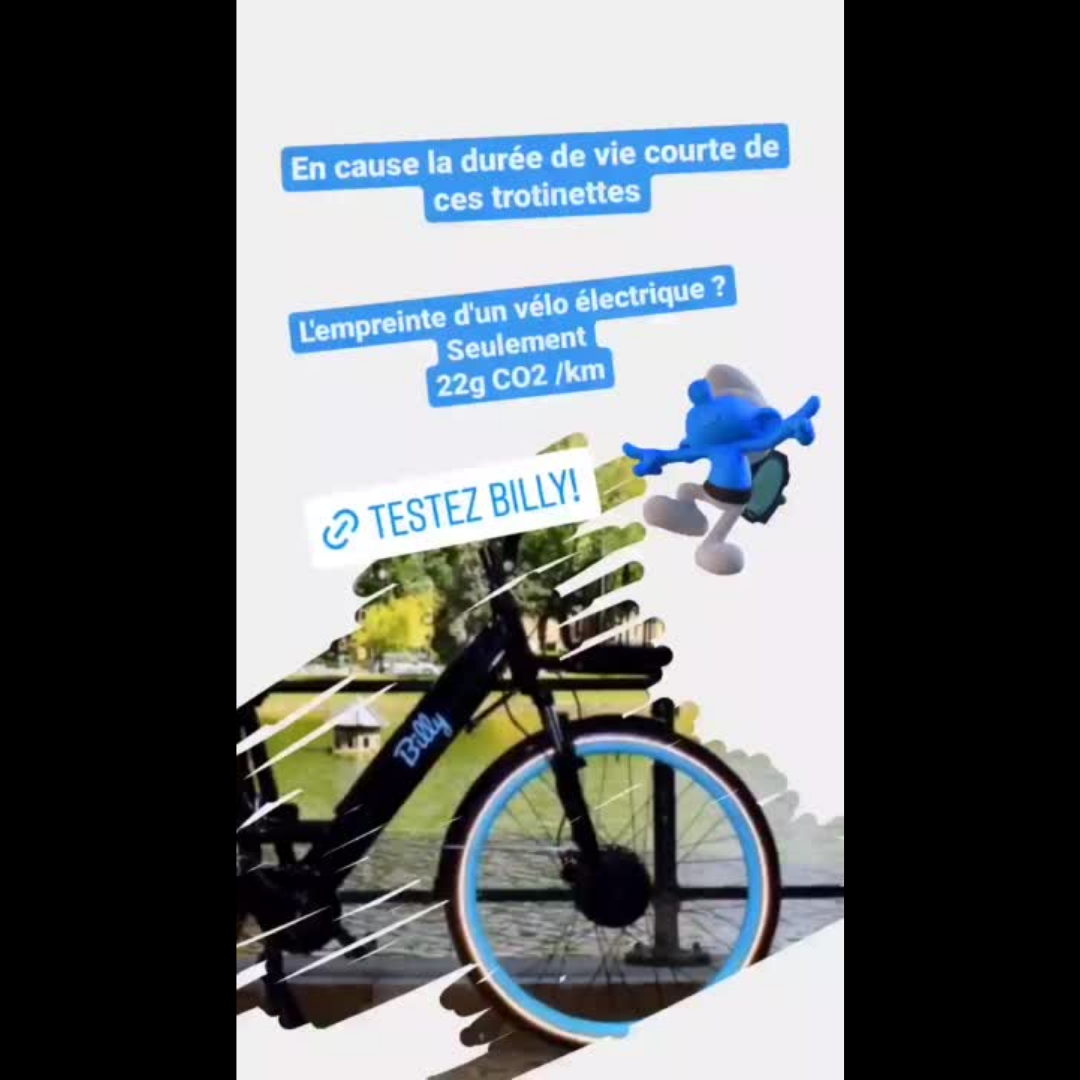 En cause la durée de vie courte de
ces trotinettes
L'empreinte d'un vélo électrique ?
Seulement
22g CO2 /km
TESTEZ BILLY!
Billy